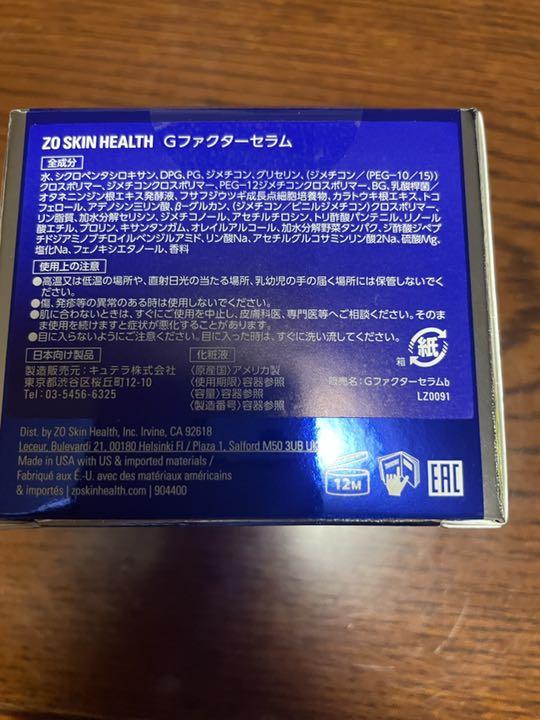 ZO SKIN HEALTH Gファクターセラム
全成分
水、シクロペンタシロキサン、DPG、PG、ジメチコン、グリセリン、(ジメチコン/(PEG-10/15))
クロスポリマー、ジメチコンクロスポリマー、PEG-12ジメチコンクロスポリマー、BG、乳酸桿菌/
オタネニンジン根エキス発酵液、フサフジウツギ成長点細胞培養物、カラトウキ根エキス、ト
コフェロール、アデノシン三リン酸、β-グルカン、(ジメチコン/ビニルジメチコン)クロスポリマー、
リン脂質、加水分解セリシン、ジメチコノール、アセチルチロシン、トリ酢酸パンテニル、リノール
酸エチル、プロリン、キサンタンガム、オレイルアルコール、加水分解野菜タンパク、ジ酢酸ジペプ
チドジアミノブチロイルベンジルアミド、リン酸Na、アセチルグルコサミンリン酸2Na、硫酸Mg、
塩化Na、フェノキシエタノール、香料
使用上の注意
●高温又は低温の場所や、直射日光の当たる場所、乳幼児の手の届く場所には保管しないでく
ださい。
●傷、発疹等の異常のある時は使用しないでください。
●肌に合わないときは、すぐにご使用を中止し、皮膚科医、専門医等へご相談ください。そのま
ま使用を続けますと症状が悪化することがあります。
●目に入らないようにご注意ください。目に入った時は、すぐに洗い流してください。
日本向け製品
製造販売元:キュテラ株式会社
東京都渋谷区桜丘町12-10
Tel:03-5456-6325
化粧液
〈原産国〉アメリカ製
〈使用期限〉容器参照
〈容量〉容器参照
〈製造番号〉容器参照
箱
紙
販売名:Gファクターセラムb
LZ0091
Dist. by ZO Skin Health, Inc. Irvine, CA 92618
Leceur, Bulevardi 21, 00180 Helsinki FI / Plaza 1, Salford M50 3UB UK
Made in USA with US & imported materials /
Fabriqué aux É.-U. avec des matériaux américains
& importés | zoskinhealth.com | 904400
12M
EAC